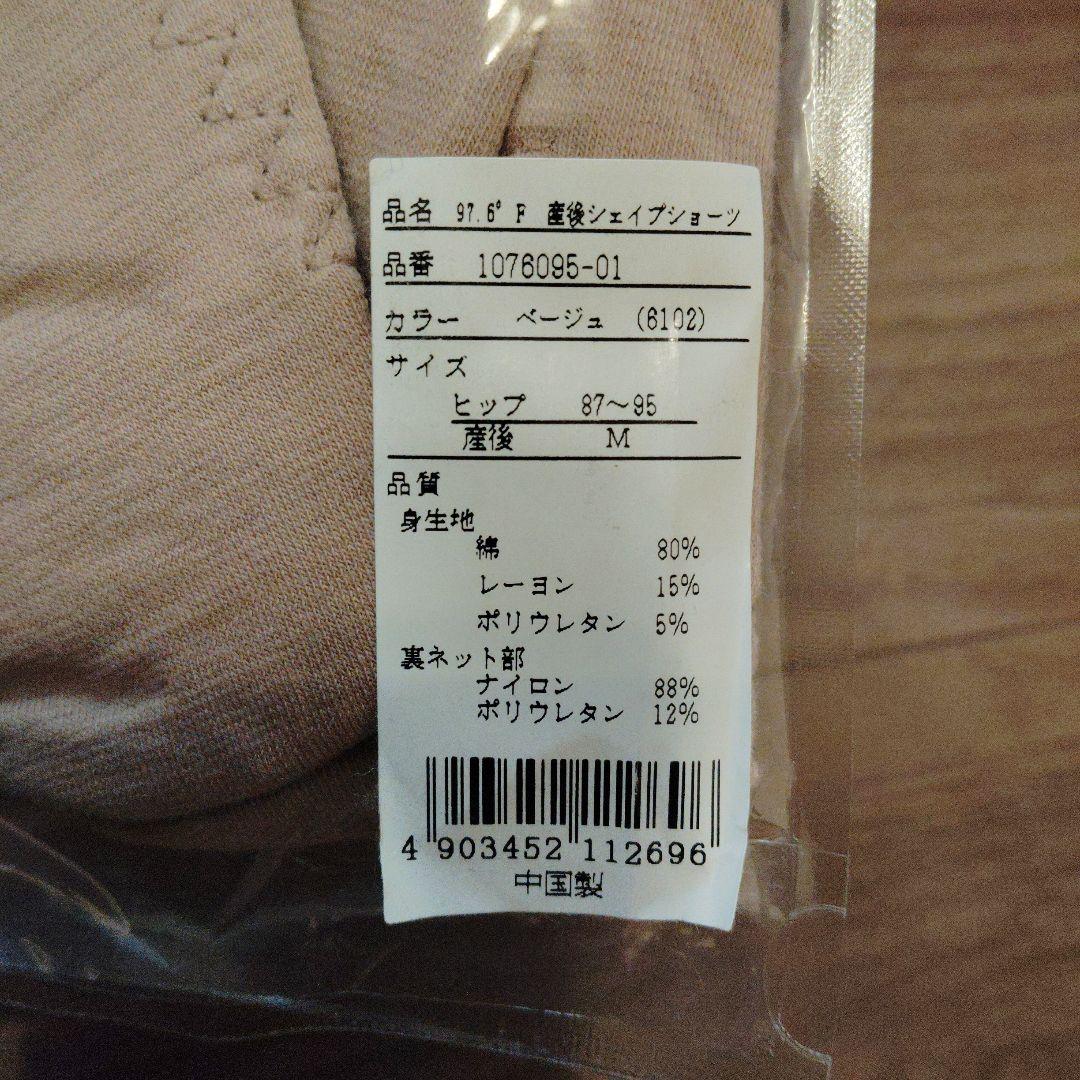 品名 97.6°F 産後シェイプショーツ
品番 1076095-01
カラー ベージュ (6102)
サイズ
ヒップ 87～95
産後 M
品質
身生地
綿 80%
レーヨン 15%
ポリウレタン 5%
裏ネット部
ナイロン 88%
ポリウレタン 12%
4 903452 112696
中国製